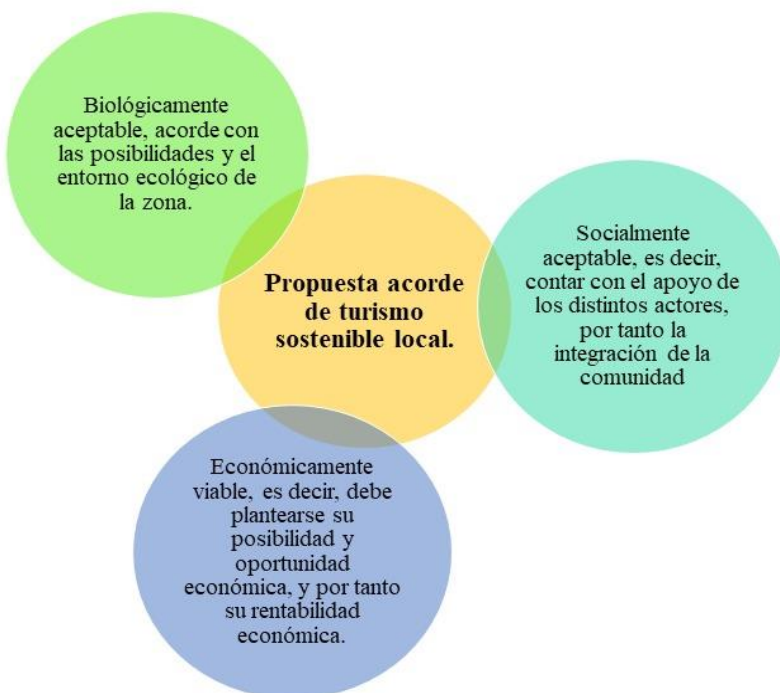 Biológicamente
aceptable, acorde con
las posibilidades y el
entorno ecológico de
la zona.
Propuesta acorde
de turismo
sostenible local.
Socialmente
aceptable, es decir,
contar con el apoyo de
los distintos actores,
por tanto la
integración de la
comunidad
Económicamente
viable, es decir, debe
plantearse su
posibilidad y
oportunidad
económica, y por tanto
su rentabilidad
económica.